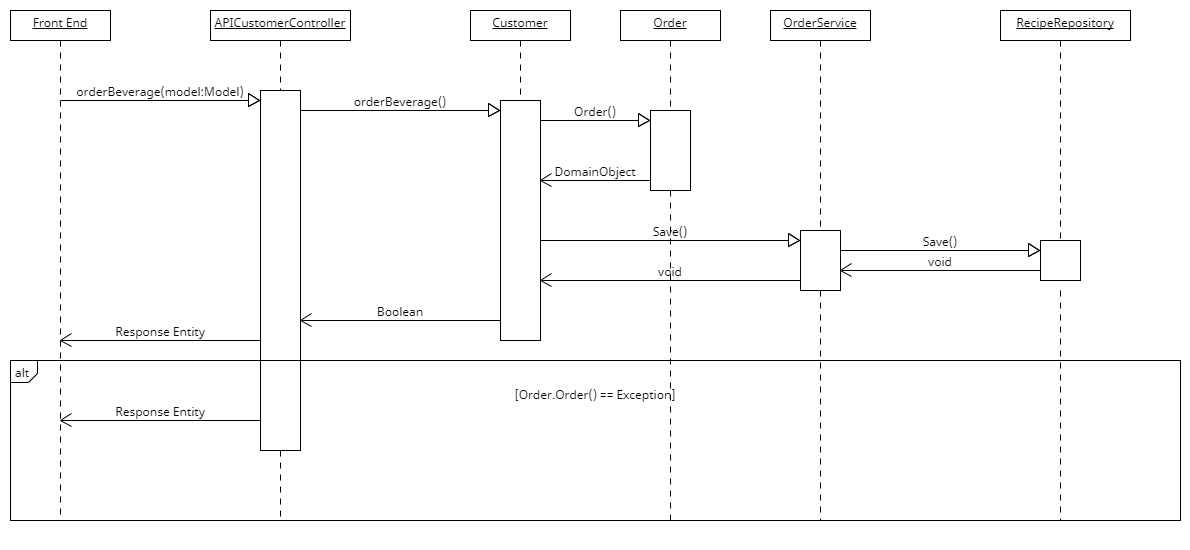 Front End
APICustomerController
Customer
Order
OrderService
RecipeRepository
orderBeverage(model:Model)
orderBeverage()
Order()
DomainObject
Save()
Save()
void
void
Boolean
Response Entity
alt
[Order.Order() == Exception]
Response Entity